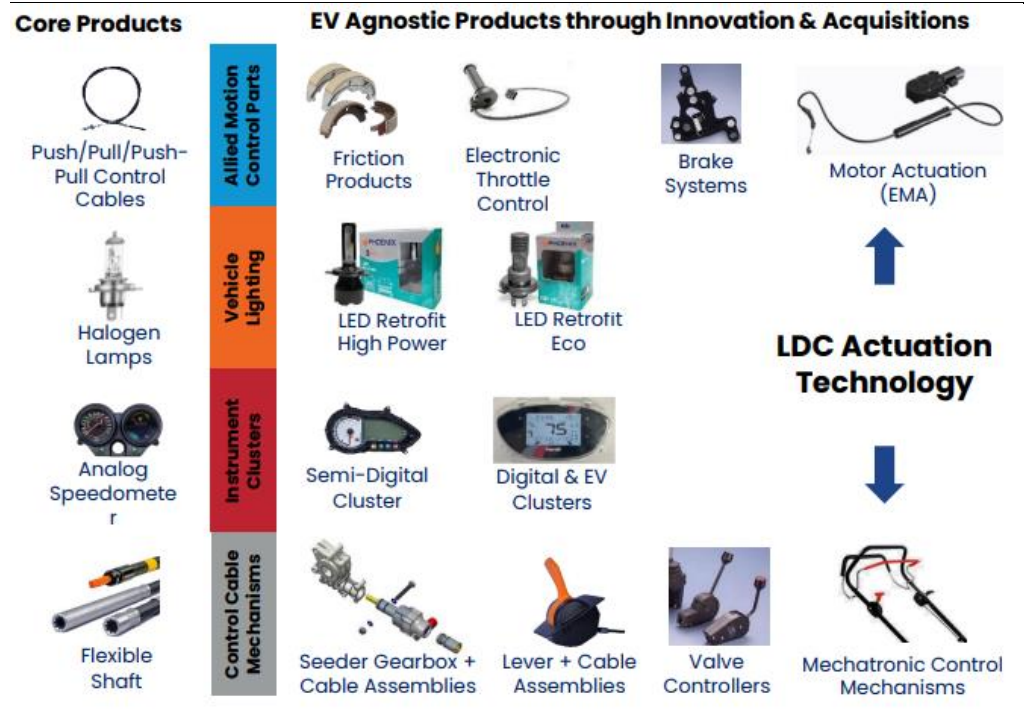 Core Products
EV Agnostic Products through Innovation & Acquisitions
Allied Motion
Control Parts
Push/Pull/Push-
Pull Control
Cables
Friction
Products
Electronic
Throttle
Control
Brake
Systems
Motor Actuation
(EMA)
Vehicle
Lighting
Halogen
Lamps
PHOENIX
LED Retrofit
High Power
PHOENIX
LED Retrofit
Eco
LDC Actuation
Technology
Instrument
Clusters
Analog
Speedomete
r
Semi-Digital
Cluster
75
Digital & EV
Clusters
Control Cable
Mechanisms
Flexible
Shaft
Seeder Gearbox +
Cable Assemblies
Lever + Cable
Assemblies
Valve
Controllers
Mechatronic Control
Mechanisms